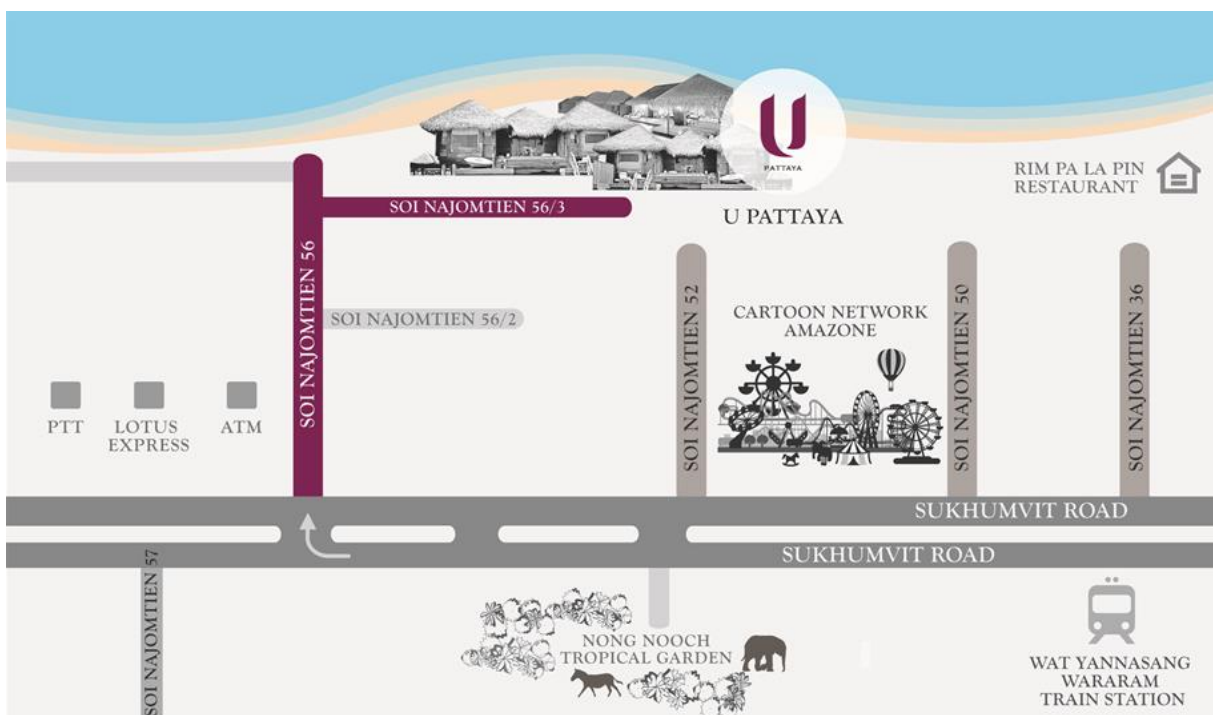 U
PATTAYA
RIM PA LA PIN
RESTAURANT
SOI NAJOMTIEN 56/3
U PATTAYA
SOI NAJOMTIEN 56
SOI NAJOMTIEN 56/2
SOI NAJOMTIEN 52
CARTOON NETWORK
AMAZONE
SOI NAJOMTIEN 50
SOI NAJOMTIEN 36
PTT
LOTUS
EXPRESS
ATM
SUKHUMVIT ROAD
SUKHUMVIT ROAD
SOI NAJOMTIEN 57
NONG NOOCH
TROPICAL GARDEN
WAT YANNASANG
WARARAM
TRAIN STATION